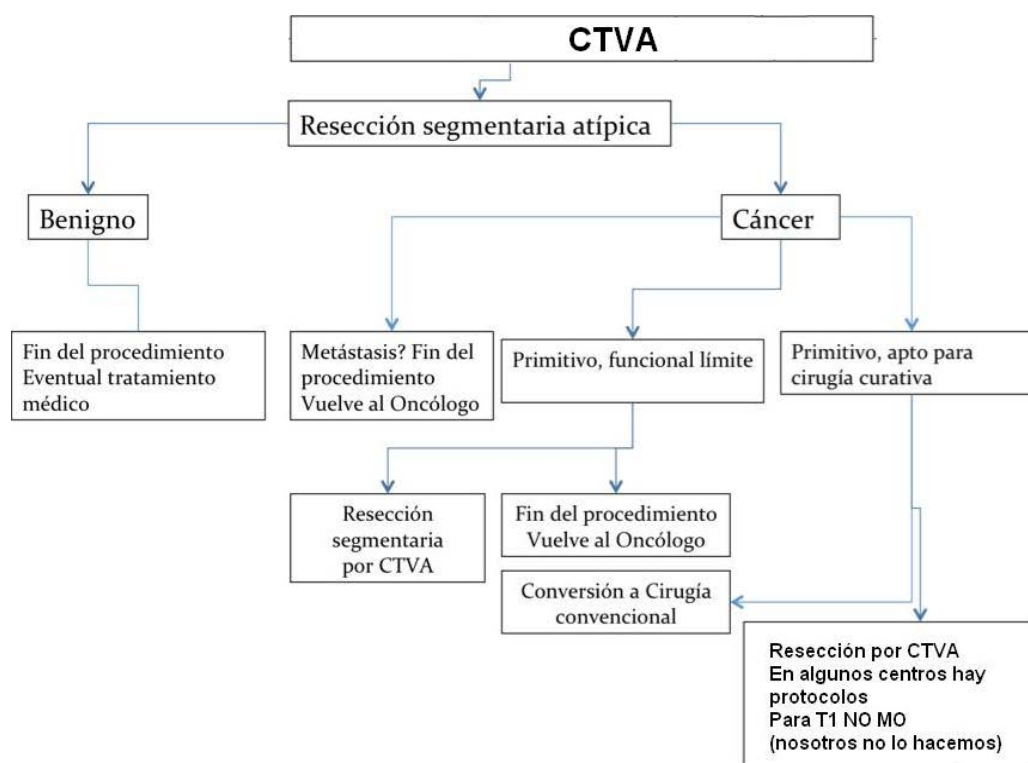 CTVA
Resección segmentaria atípica
Benigno
Cáncer
Fin del procedimiento
Eventual tratamiento
médico
Metástasis? Fin del
procedimiento
Vuelve al Oncólogo
Primitivo, funcional límite
Primitivo, apto para
cirugía curativa
Resección
segmentaria
por CTVA
Fin del procedimiento
Vuelve al Oncólogo
Conversión a Cirugía
convencional
Resección por CTVA
En algunos centros hay
protocolos
Para T1 NO MO
(nosotros no lo hacemos)